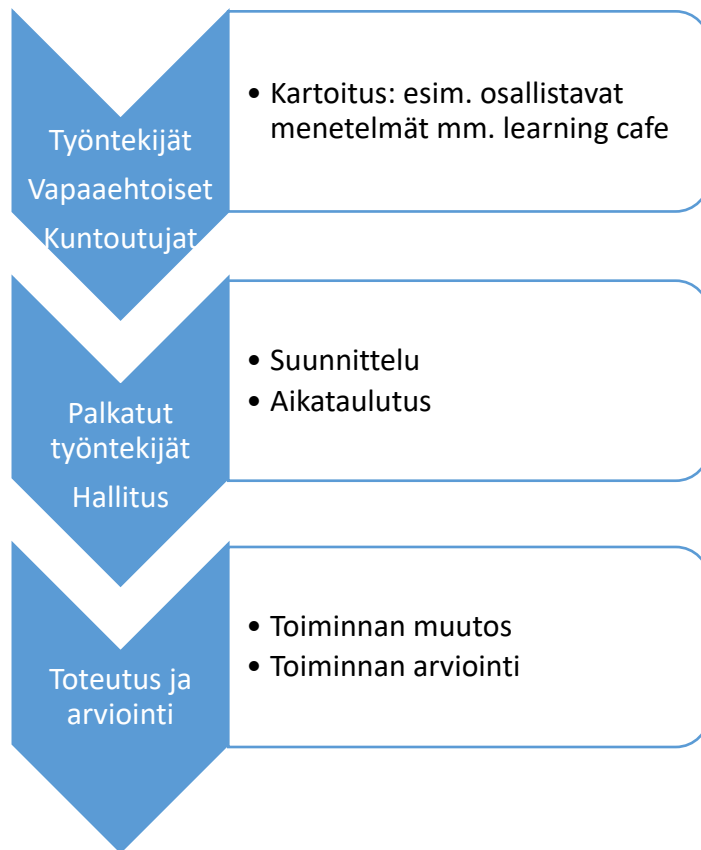 Työntekijät
Vapaaehtoiset
Kuntoutujat
• Kartoitus: esim. osallistavat
menetelmät mm. learning cafe
Palkatut
työntekijät
Hallitus
• Suunnittelu
• Aikataulutus
Toteutus ja
arviointi
• Toiminnan muutos
• Toiminnan arviointi